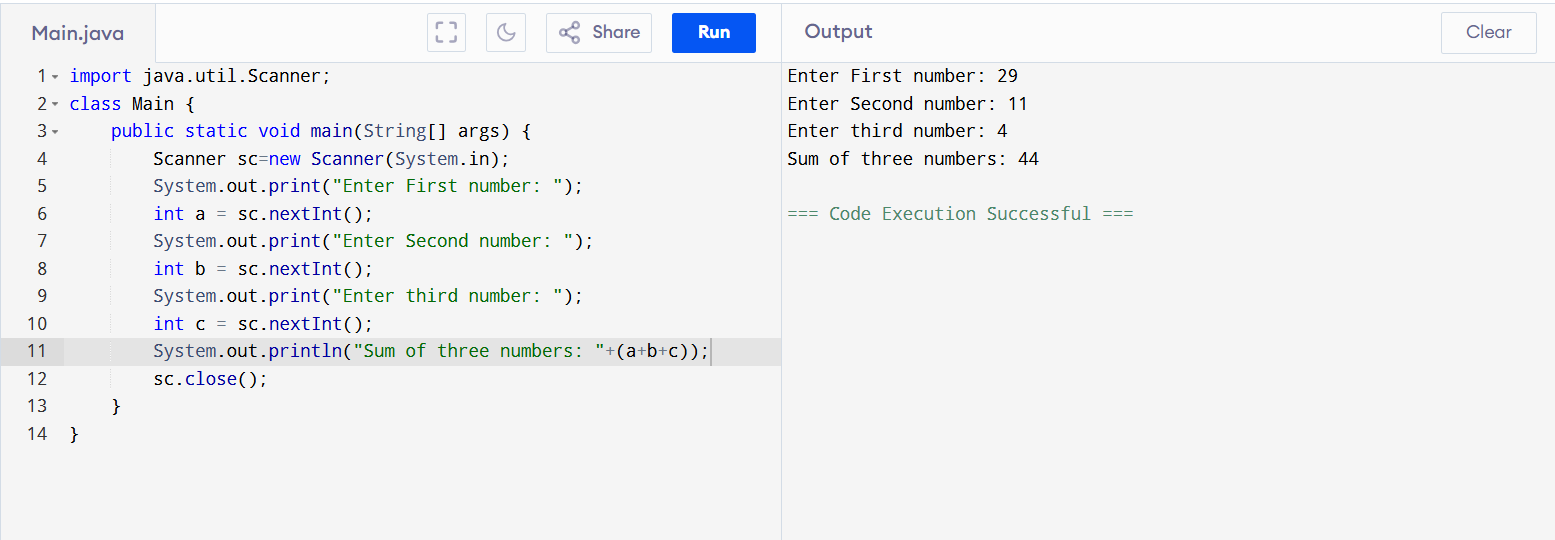 Main.java Share Run Output Clear
1 import java.util.Scanner;
2 class Main {
3     public static void main(String[] args) {
4         Scanner sc=new Scanner(System.in);
5         System.out.print("Enter First number: ");
6         int a = sc.nextInt();
7         System.out.print("Enter Second number: ");
8         int b = sc.nextInt();
9         System.out.print("Enter third number: ");
10         int c = sc.nextInt();
11         System.out.println("Sum of three numbers: "+(a+b+c));
12         sc.close();
13     }
14 }
Enter First number: 29
Enter Second number: 11
Enter third number: 4
Sum of three numbers: 44
=== Code Execution Successful ===